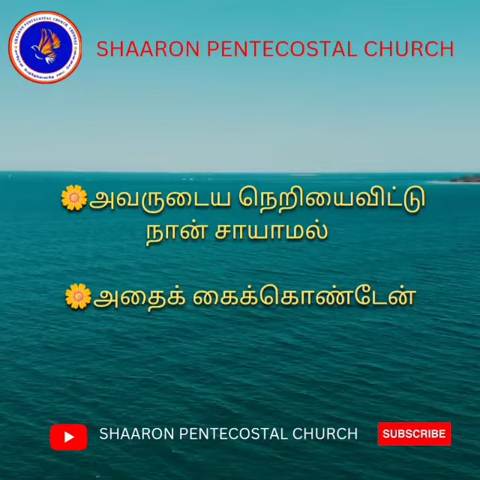 SHAARON PENTECOSTAL CHURCH
🌼அவருடைய நெறியைவிட்டு
நான் சாயாமல்
🌼அதைக் கைக்கொண்டேன்
SHAARON PENTECOSTAL CHURCH
SUBSCRIBE